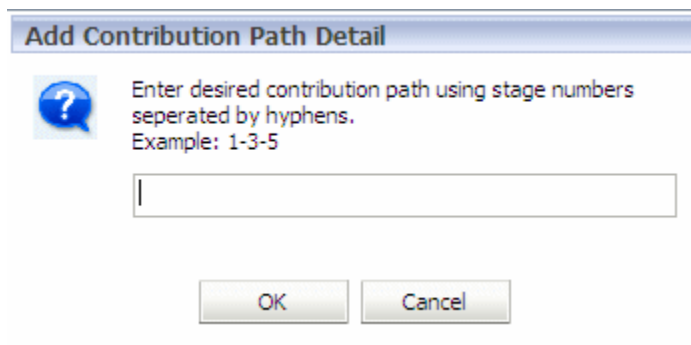 Add Contribution Path Detail
Enter desired contribution path using stage numbers
seperated by hyphens.
Example: 1-3-5
OK
Cancel